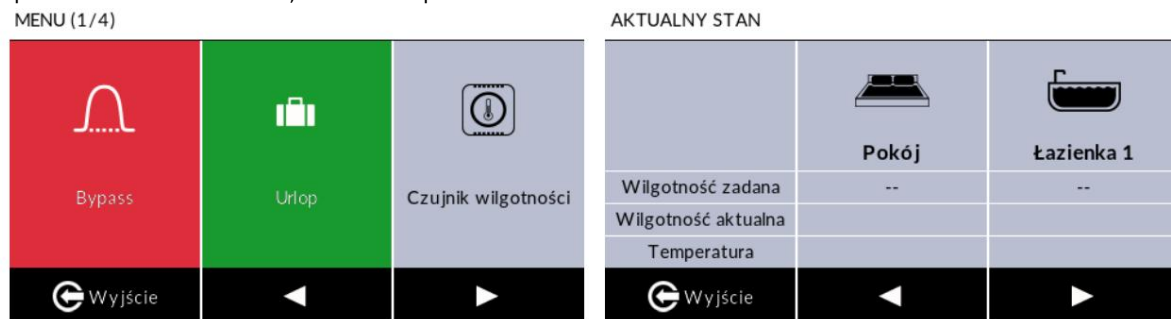 MENU (1/4)
Bypass
Urlop
Czujnik wilgotności
Wyjście
AKTUALNY STAN
Pokój
Łazienka 1
Wilgotność zadana -- --
Wilgotność aktualna
Temperatura
Wyjście